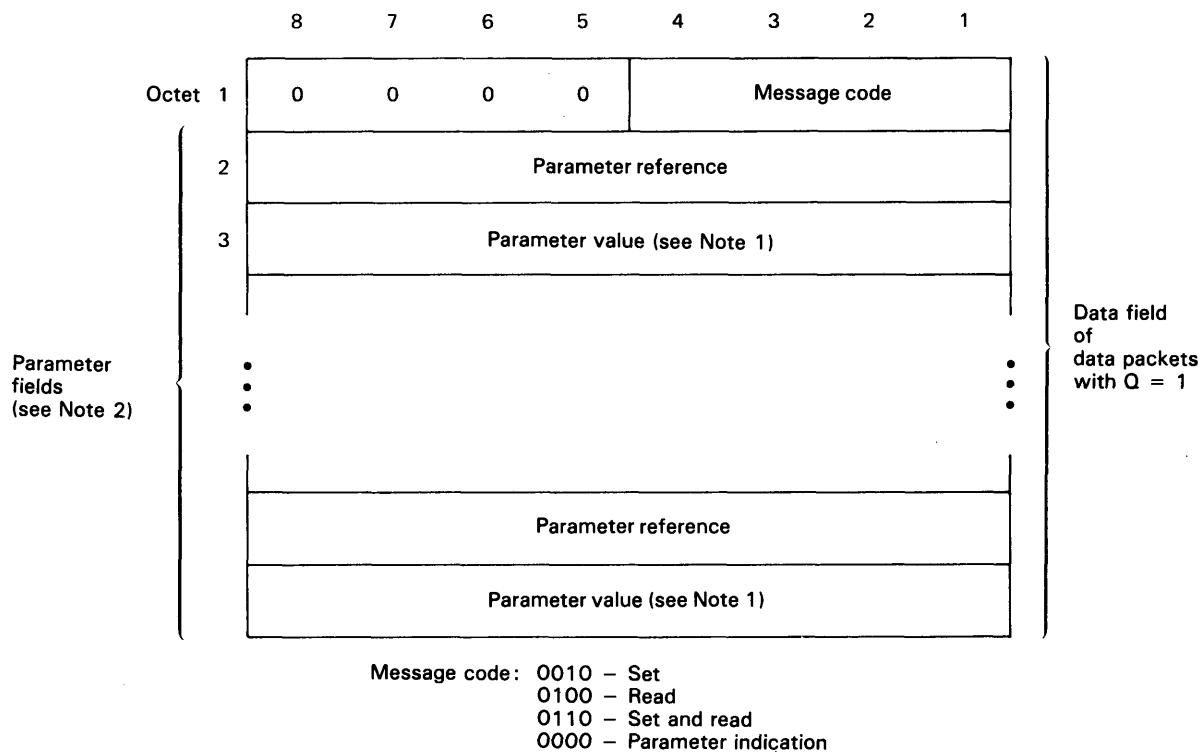 8 7 6 5 4 3 2 1
Octet 1 0 0 0 0 Message code
2 Parameter reference
3 Parameter value (see Note 1)
Parameter
fields
(see Note 2)
Data field
of
data packets
with Q = 1
Parameter reference
Parameter value (see Note 1)
Message code: 0010 – Set
0100 – Read
0110 – Set and read
0000 – Parameter indication